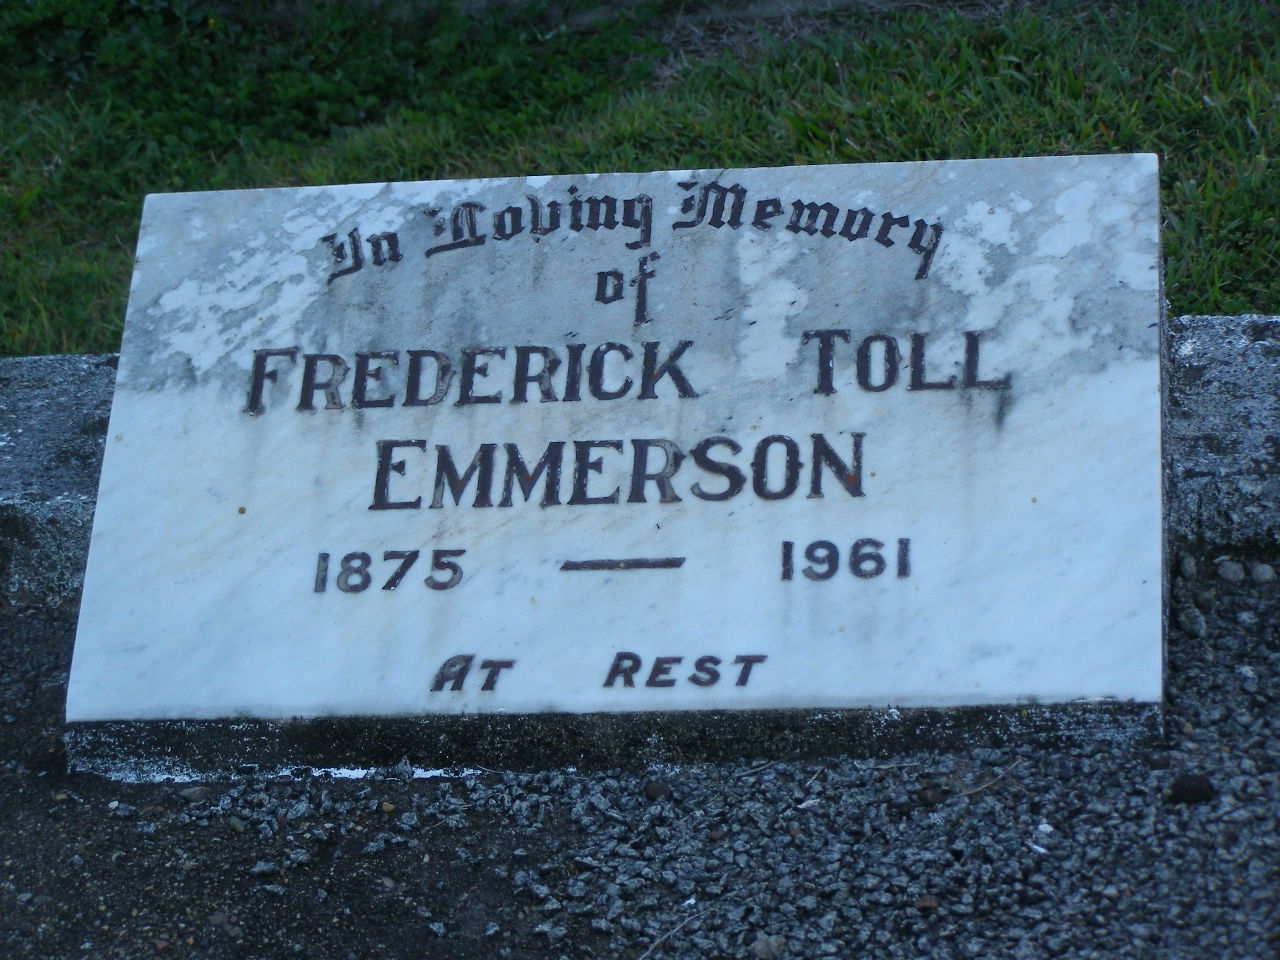 In Loving Memory
of
FREDERICK TOLL
EMMERSON
1875 — 1961
AT REST